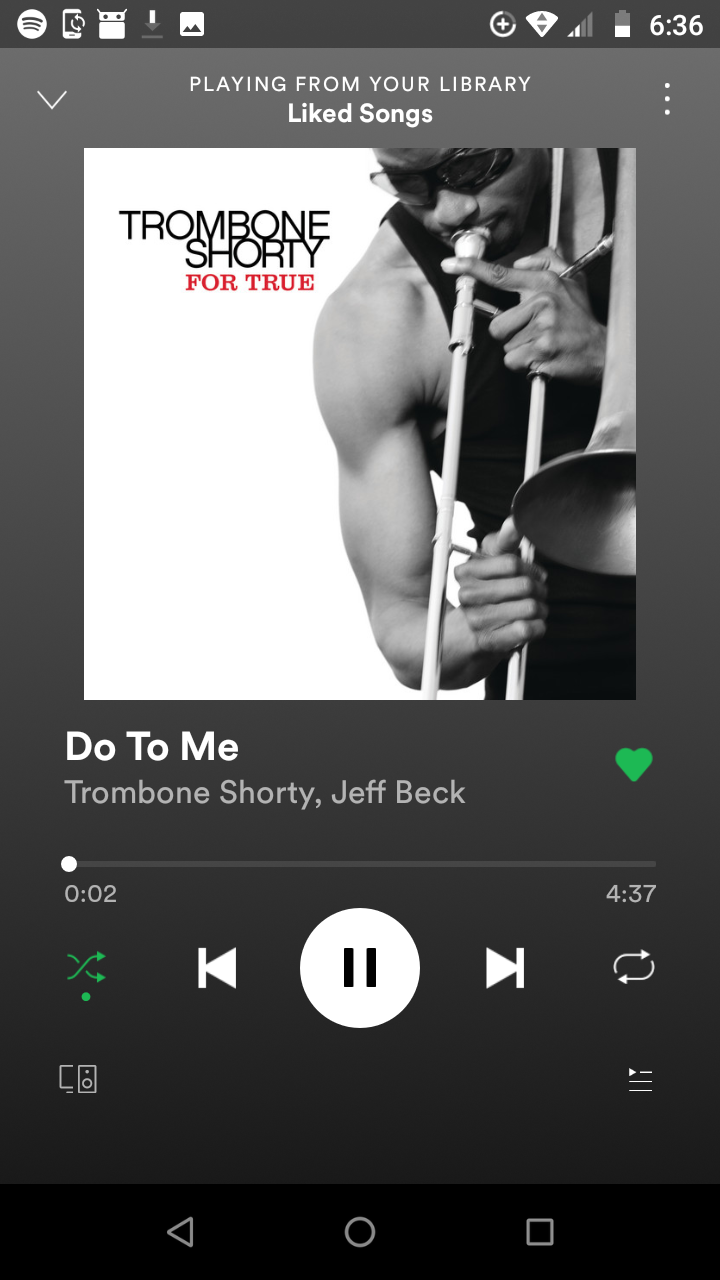 6:36
PLAYING FROM YOUR LIBRARY
Liked Songs
TROMBONE
SHORTY
FOR TRUE
Do To Me
Trombone Shorty, Jeff Beck
0:02
4:37